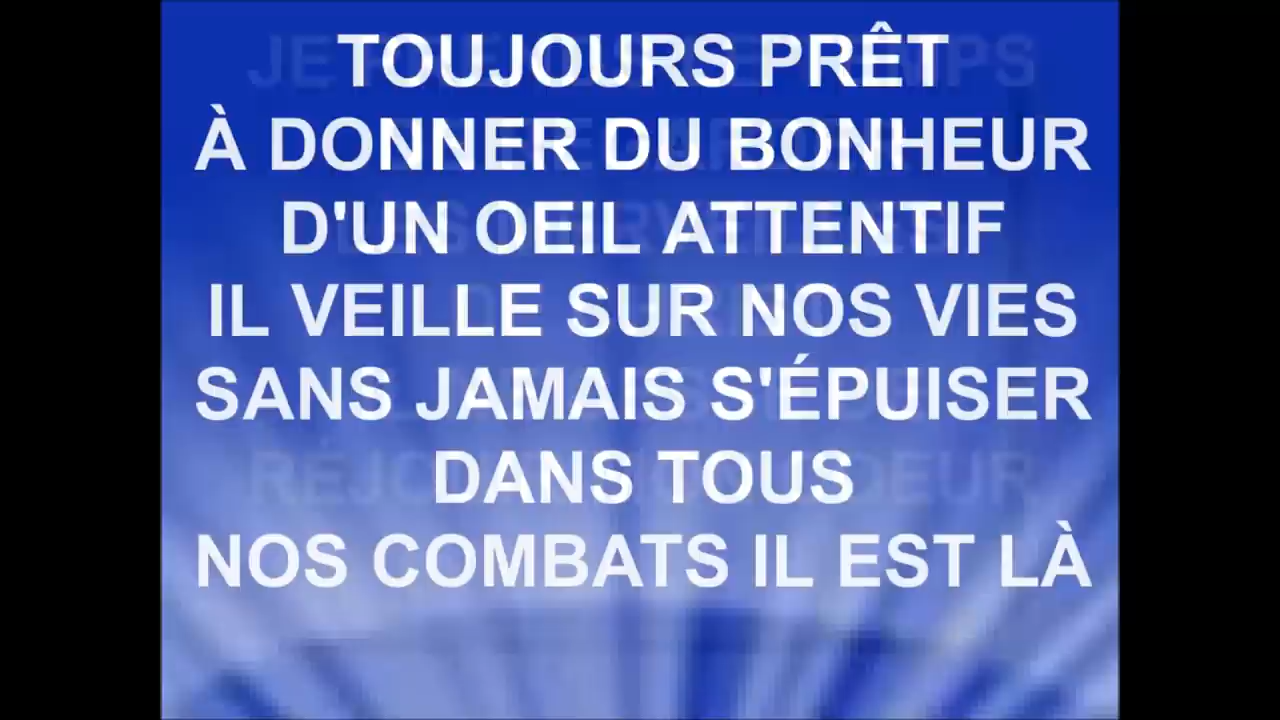 TOUJOURS PRÊT
À DONNER DU BONHEUR
D'UN OEIL ATTENTIF
IL VEILLE SUR NOS VIES
SANS JAMAIS S'ÉPUISER
DANS TOUS
NOS COMBATS IL EST LÀ